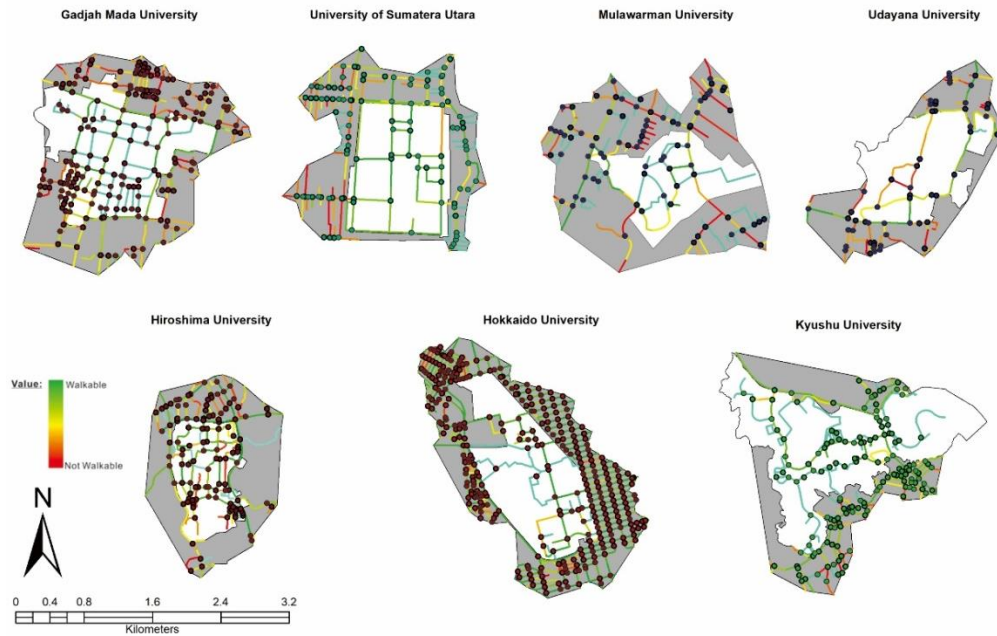 Gadjah Mada University
University of Sumatera Utara
Mulawarman University
Udayana University
Hiroshima University
Hokkaido University
Kyushu University
Value:
Walkable
Not Walkable
N
0 0.4 0.8 1.6 2.4 3.2
Kilometers